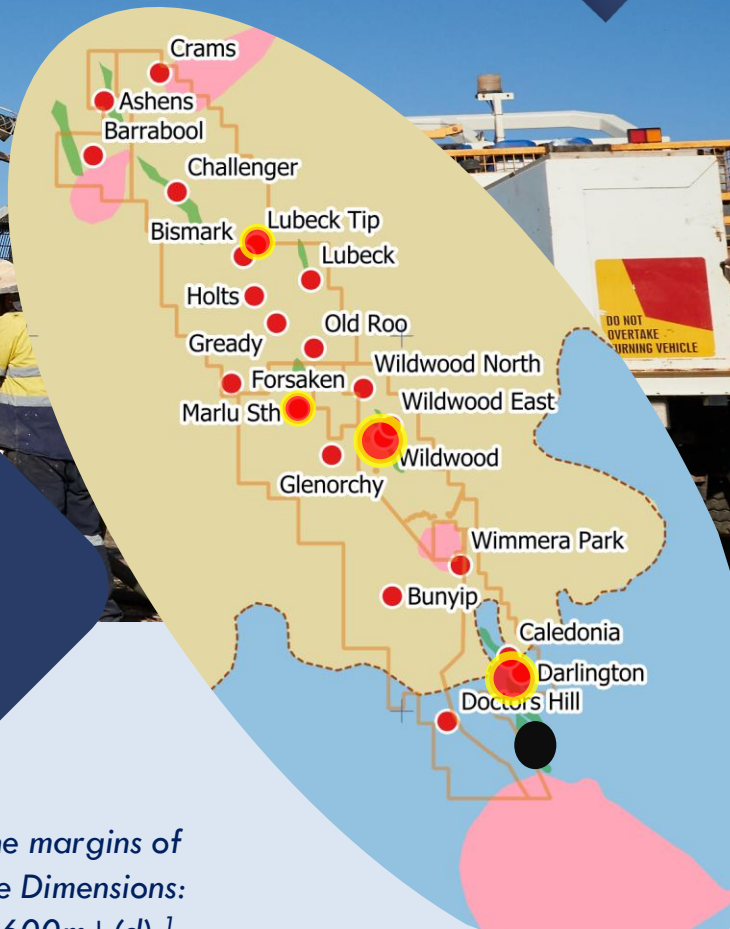 Crams
Ashens
Barrabool
Challenger
Lubeck Tip
Bismark
Lubeck
Holts
Old Roo
Gready
Wildwood North
Forsaken
Wildwood East
Marlu Sth
Wildwood
Glenorchy
Wimmera Park
Bunyip
Caledonia
Darlington
Doctors Hill
DO NOT
OVERTAKE
URNING VEHICLE
margins of
Dimensions: